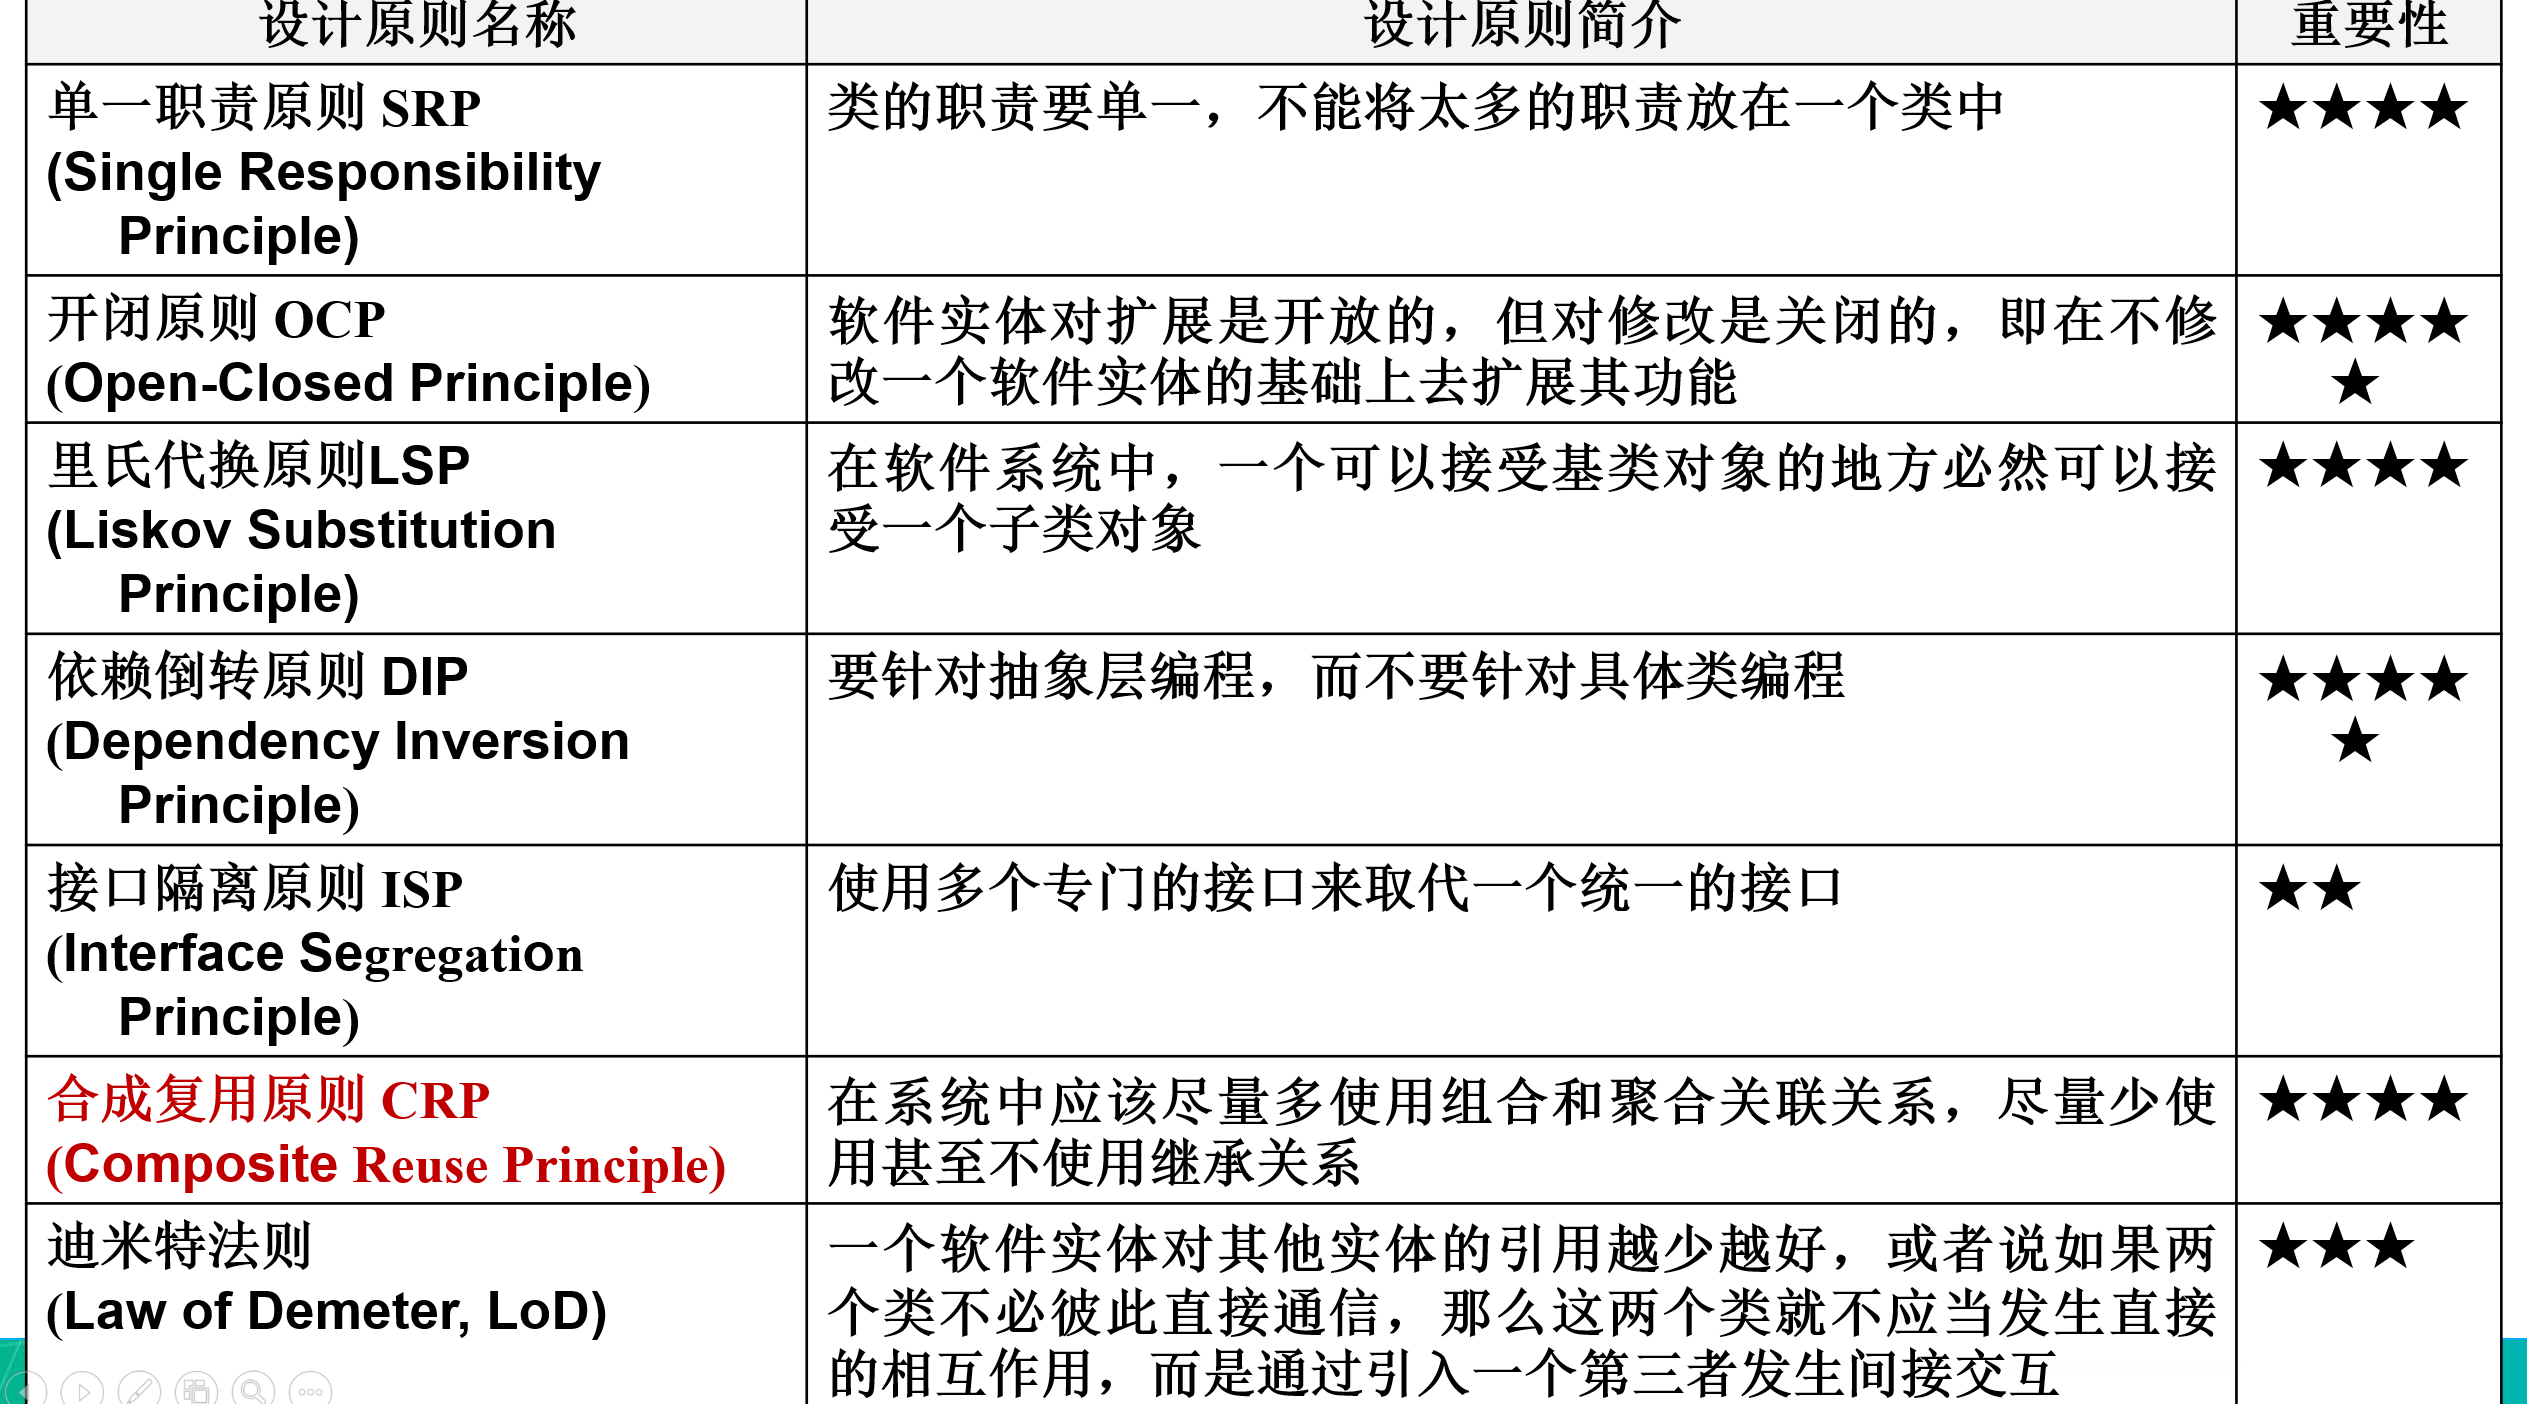 设计原则名称
设计原则简介
重要性
单一职责原则 SRP
(Single Responsibility
Principle)
类的职责要单一，不能将太多的职责放在一个类中
★★★★
开闭原则 OCP
(Open-Closed Principle)
软件实体对扩展是开放的，但对修改是关闭的，即在不修
改一个软件实体的基础上去扩展其功能
★★★★
★
里氏代换原则LSP
(Liskov Substitution
Principle)
在软件系统中，一个可以接受基类对象的地方必然可以接
受一个子类对象
★★★★
依赖倒转原则 DIP
(Dependency Inversion
Principle)
要针对抽象层编程，而不要针对具体类编程
★★★★
★
接口隔离原则 ISP
(Interface Segregation
Principle)
使用多个专门的接口来取代一个统一的接口
★★
合成复用原则 CRP
(Composite Reuse Principle)
在系统中应该尽量多使用组合和聚合关联关系，尽量少使
用甚至不使用继承关系
★★★★
迪米特法则
(Law of Demeter, LoD)
一个软件实体对其他实体的引用越少越好，或者说如果两
个类不必彼此直接通信，那么这两个类就不应当发生直接
的相互作用，而是通过引入一个第三者发生间接交互
★★★